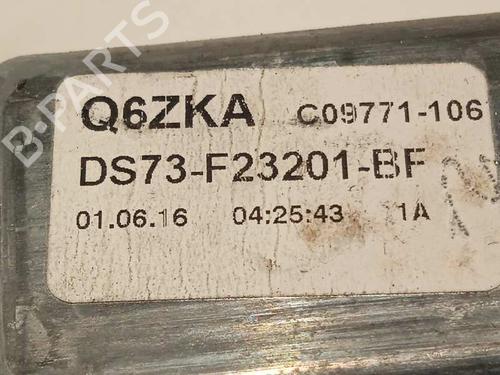 Q6ZKA C09771-106
DS73-F23201-BF
01.06.16 04:25:43 1A
B-PARTS